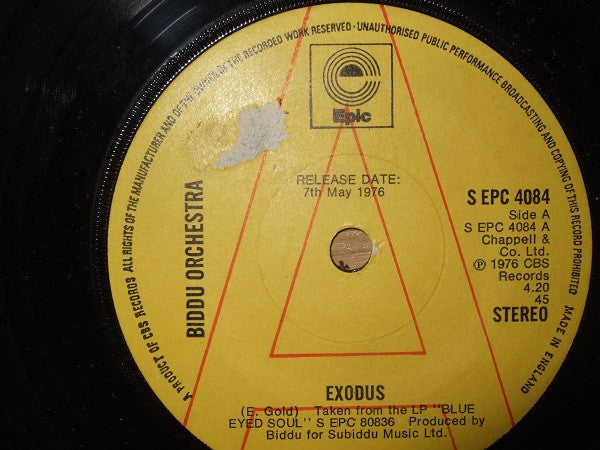 A PRODUCT OF CBS RECORDS ALL RIGHTS OF THE MANUFACTURER AND OF THE OWNER OF THE RECORDED WORK RESERVED · UNAUTHORISED PUBLIC PERFORMANCE BROADCASTING AND COPYING OF THIS RECORD PROHIBITED
MADE IN ENGLAND
Epic
BIDDU ORCHESTRA
RELEASE DATE:
7th May 1976
S EPC 4084
Side A
S EPC 4084 A
Chappell &
Co. Ltd.
℗ 1976 CBS
Records
4.20
45
STEREO
EXODUS
(E. Gold) Taken from the LP "BLUE
EYED SOUL" S EPC 80836 Produced by
Biddu for Subiddu Music Ltd.